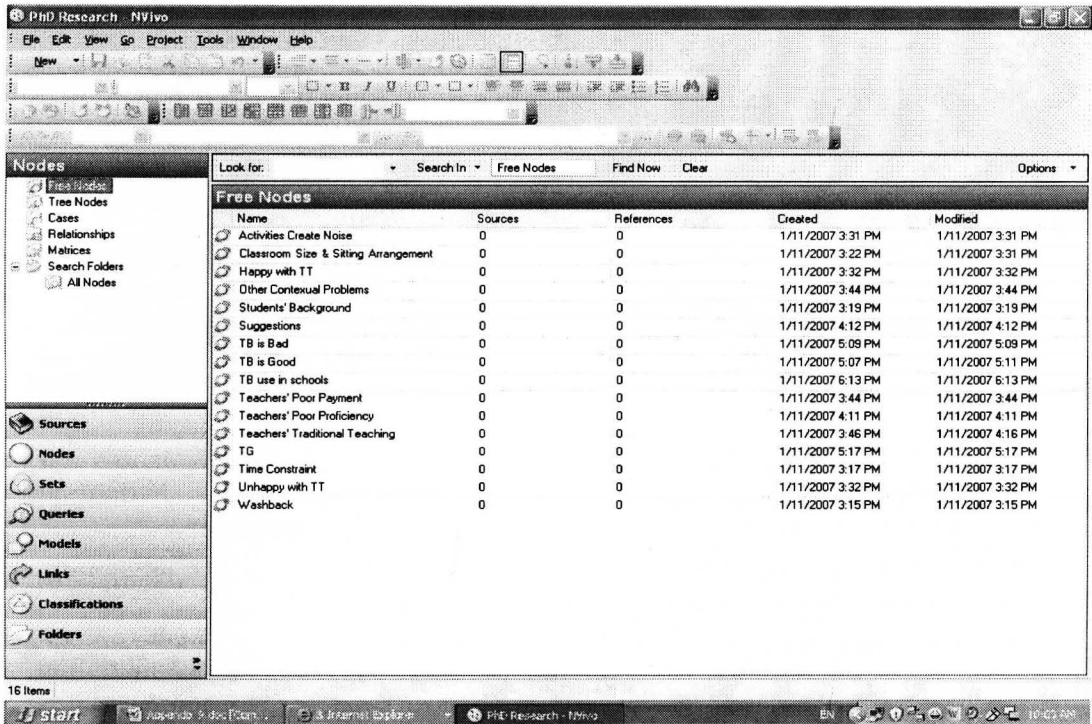 PhD Research - NVivo
File Edit View Go Project Tools Window Help
New
B I U
Nodes
Look for: Search In Free Nodes Find Now Clear Options
Free Nodes
Tree Nodes
Cases
Relationships
Matrices
Search Folders
All Nodes
Free Nodes
Name Sources References Created Modified
Activities Create Noise 0 0 1/11/2007 3:31 PM 1/11/2007 3:31 PM
Classroom Size & Sitting Arrangement 0 0 1/11/2007 3:22 PM 1/11/2007 3:31 PM
Happy with TT 0 0 1/11/2007 3:32 PM 1/11/2007 3:32 PM
Other Contexual Problems 0 0 1/11/2007 3:44 PM 1/11/2007 3:44 PM
Students' Background 0 0 1/11/2007 3:19 PM 1/11/2007 3:19 PM
Suggestions 0 0 1/11/2007 4:12 PM 1/11/2007 4:12 PM
TB is Bad 0 0 1/11/2007 5:09 PM 1/11/2007 5:09 PM
TB is Good 0 0 1/11/2007 5:07 PM 1/11/2007 5:11 PM
TB use in schools 0 0 1/11/2007 6:13 PM 1/11/2007 6:13 PM
Teachers' Poor Payment 0 0 1/11/2007 3:44 PM 1/11/2007 3:44 PM
Teachers' Poor Proficiency 0 0 1/11/2007 4:11 PM 1/11/2007 4:11 PM
Teachers' Traditional Teaching 0 0 1/11/2007 3:46 PM 1/11/2007 4:16 PM
TG 0 0 1/11/2007 5:17 PM 1/11/2007 5:17 PM
Time Constraint 0 0 1/11/2007 3:17 PM 1/11/2007 3:17 PM
Unhappy with TT 0 0 1/11/2007 3:32 PM 1/11/2007 3:32 PM
Washback 0 0 1/11/2007 3:15 PM 1/11/2007 3:15 PM
Sources
Nodes
Sets
Queries
Models
Links
Classifications
Folders
16 Items
start 3 Internet Explorer PhD Research - NVivo EN